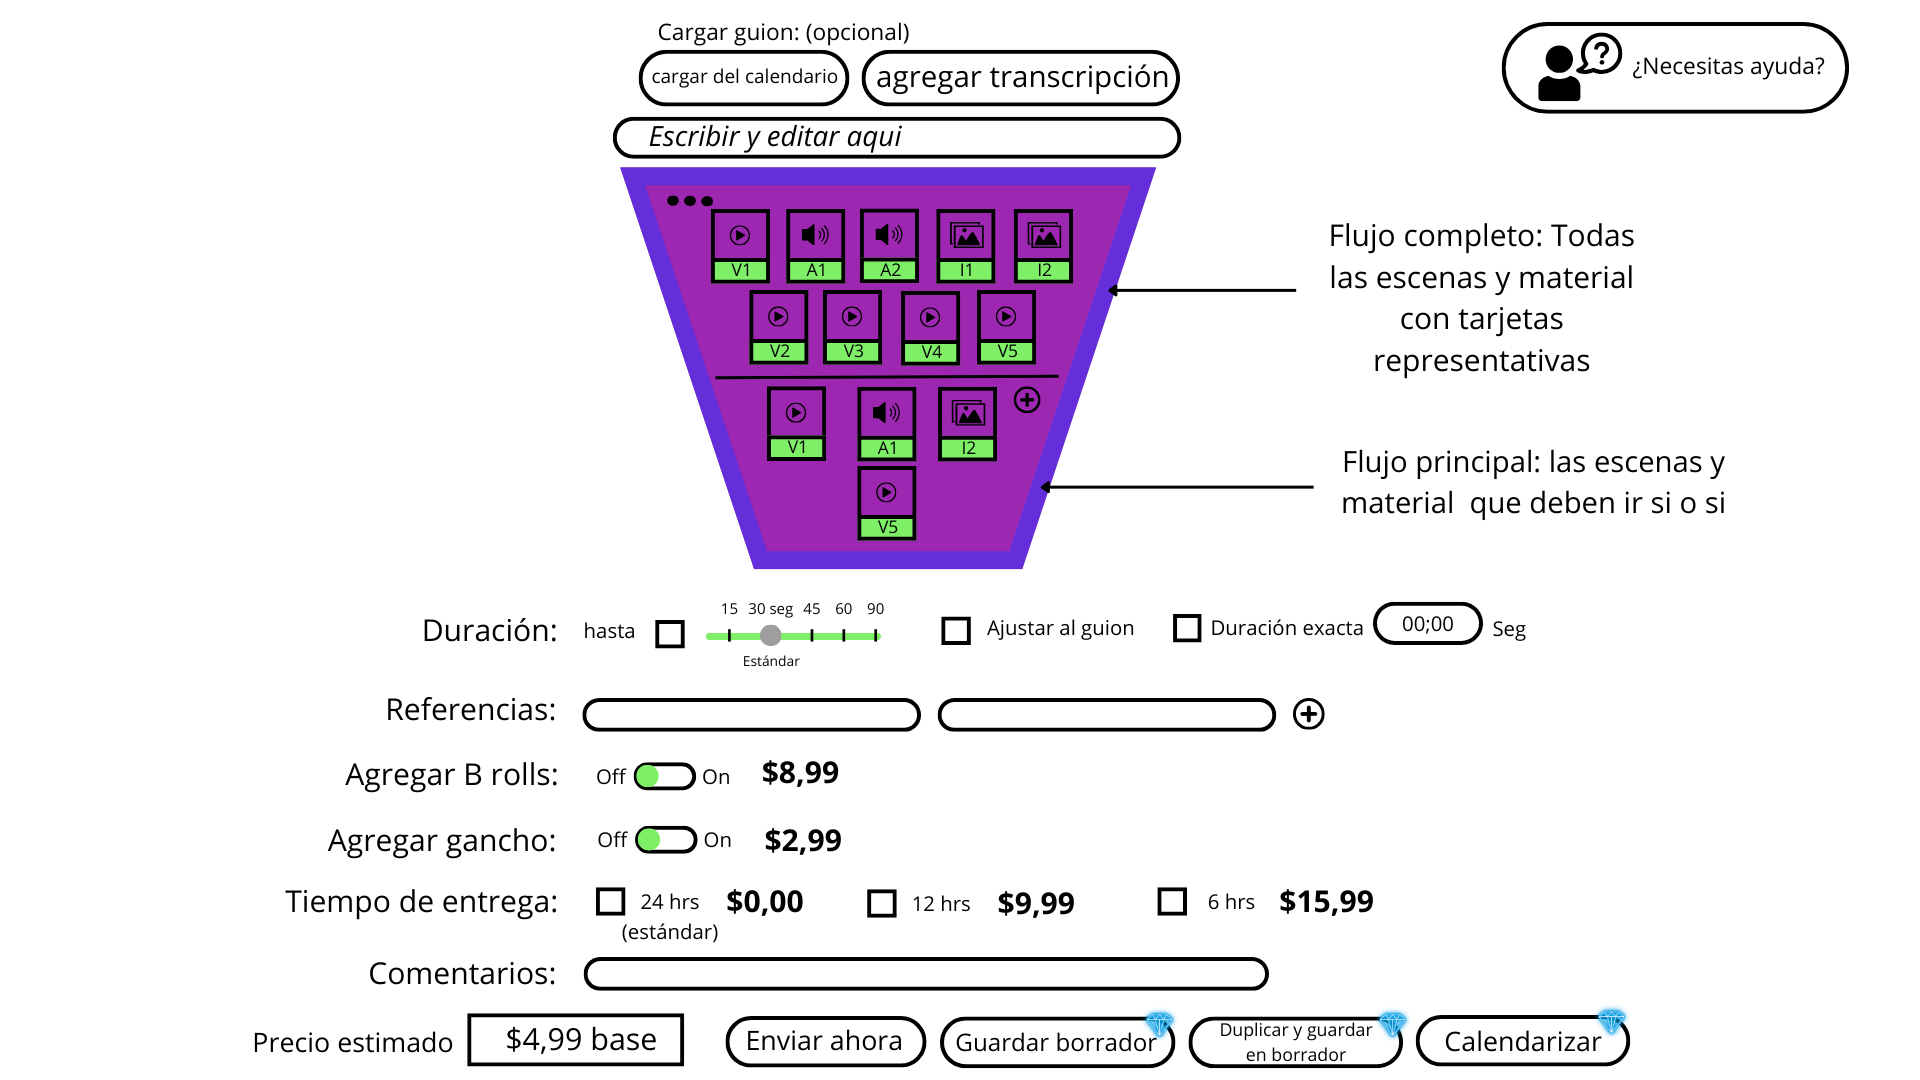 Cargar guion: (opcional)
cargar del calendario
agregar transcripción
¿Necesitas ayuda?
Escribir y editar aqui
V1
A1
A2
I1
I2
V2
V3
V4
V5
V1
A1
I2
V5
Flujo completo: Todas
las escenas y material
con tarjetas
representativas
Flujo principal: las escenas y
material que deben ir si o si
Duración:
hasta
15 30 seg 45 60 90
Estándar
Ajustar al guion
Duración exacta
00;00
Seg
Referencias:
Agregar B rolls:
Off
On
$8,99
Agregar gancho:
Off
On
$2,99
Tiempo de entrega:
24 hrs
(estándar)
$0,00
12 hrs
$9,99
6 hrs
$15,99
Comentarios:
Precio estimado
$4,99 base
Enviar ahora
Guardar borrador
Duplicar y guardar
en borrador
Calendarizar